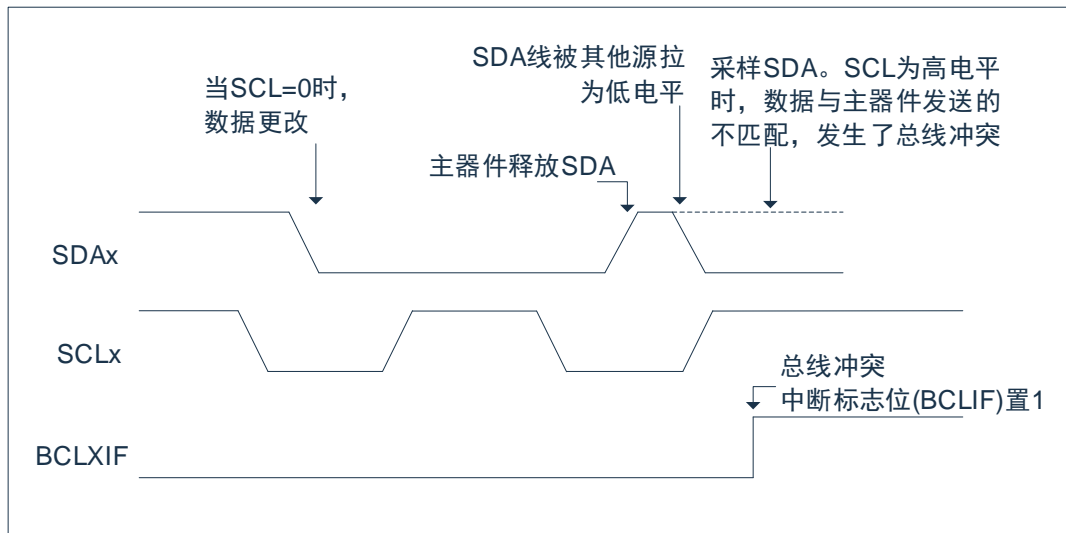 SDA线被其他源拉
为低电平
采样SDA。SCL为高电平
时，数据与主器件发送的
不匹配，发生了总线冲突
当SCL=0时，
数据更改
主器件释放SDA
SDAx
SCLx
总线冲突
中断标志位(BCLIF)置1
BCLXIF